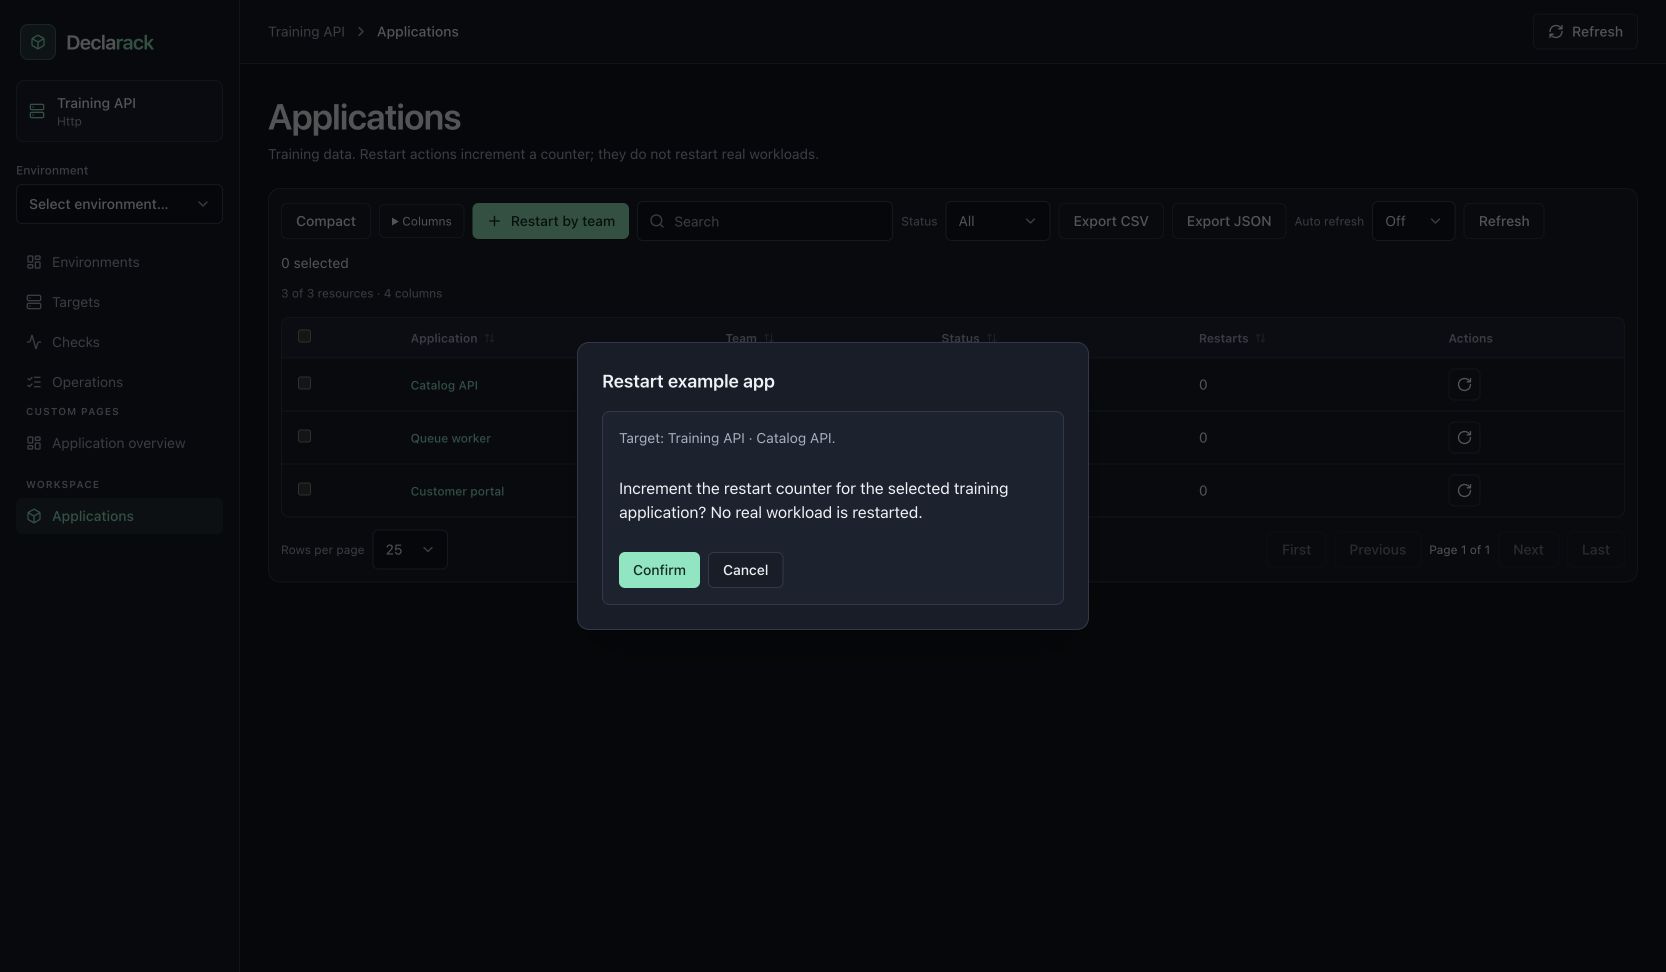 Declarack
Training API
Http
Environment
Select environment...
Environments
Targets
Checks
Operations
CUSTOM PAGES
Application overview
WORKSPACE
Applications
Training API > Applications
Refresh
Applications
Training data. Restart actions increment a counter; they do not restart real workloads.
Compact
Columns
+ Restart by team
Search
Status
All
Export CSV
Export JSON
Auto refresh
Off
Refresh
0 selected
3 of 3 resources · 4 columns
Application Team Status Restarts Actions
Catalog API 0
Queue worker 0
Customer portal 0
Restart example app
Target: Training API · Catalog API.
Increment the restart counter for the selected training
application? No real workload is restarted.
Confirm
Cancel
Rows per page 25
First Previous Page 1 of 1 Next Last